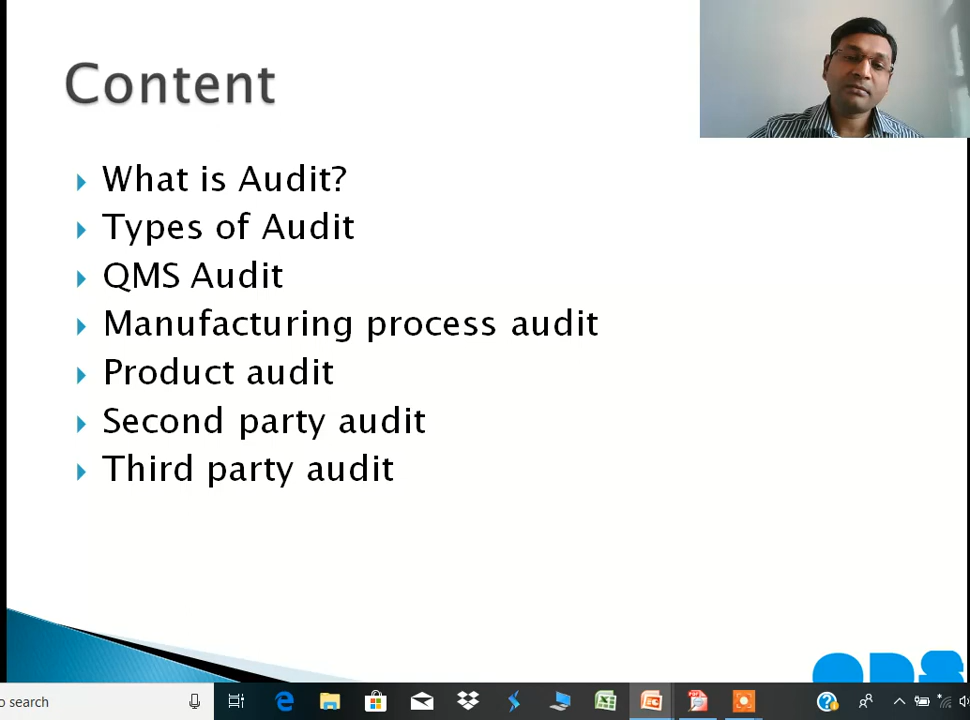 Content
What is Audit?
Types of Audit
QMS Audit
Manufacturing process audit
Product audit
Second party audit
Third party audit
o search